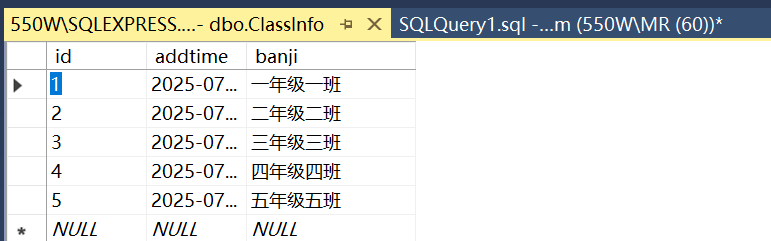 550W\SQLEXPRESS....- dbo.ClassInfo SQLQuery1.sql -...m (550W\MR (60))*
id addtime banji
1 2025-07... 一年级一班
2 2025-07... 二年级二班
3 2025-07... 三年级三班
4 2025-07... 四年级四班
5 2025-07... 五年级五班
NULL NULL NULL